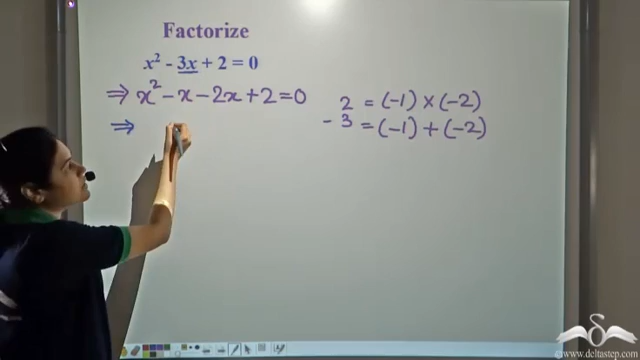 Factorize
x² - 3x + 2 = 0
⇒ x² - x - 2x + 2 = 0
2 = (-1) × (-2)
⇒
- 3 = (-1) + (-2)
©www.deltastep.com